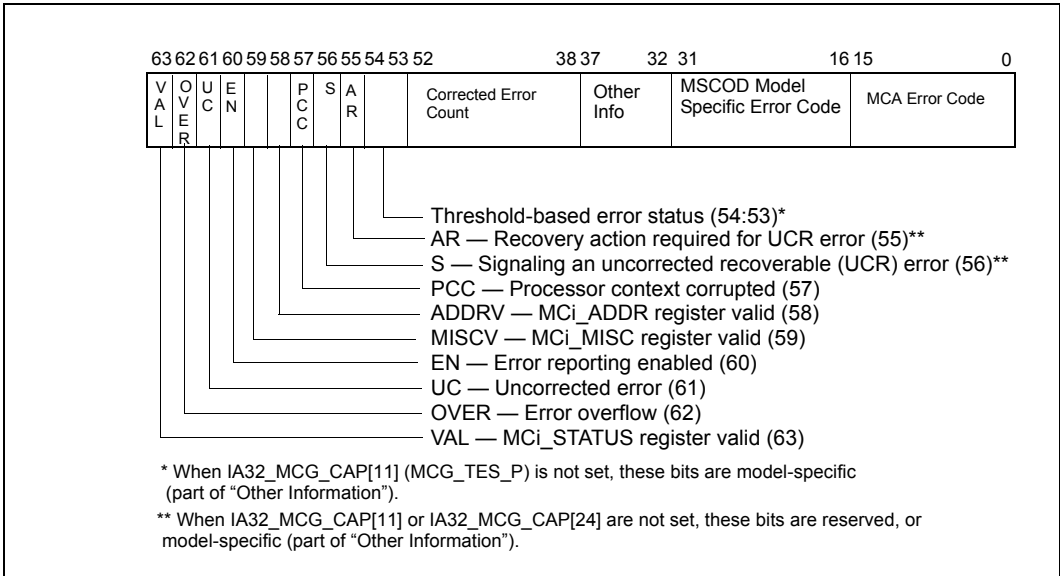 63 62 61 60 59 58 57 56 55 54 53 52 38 37 32 31 16 15 0
VAL
OVER
UC
EN
PCC
S
AR
Corrected Error
Count
Other
Info
MSCOD Model
Specific Error Code
MCA Error Code
Threshold-based error status (54:53)*
AR — Recovery action required for UCR error (55)**
S — Signaling an uncorrected recoverable (UCR) error (56)**
PCC — Processor context corrupted (57)
ADDRV — MCi_ADDR register valid (58)
MISCV — MCi_MISC register valid (59)
EN — Error reporting enabled (60)
UC — Uncorrected error (61)
OVER — Error overflow (62)
VAL — MCi_STATUS register valid (63)
* When IA32_MCG_CAP[11] (MCG_TES_P) is not set, these bits are model-specific
(part of “Other Information”).
** When IA32_MCG_CAP[11] or IA32_MCG_CAP[24] are not set, these bits are reserved, or
model-specific (part of “Other Information”).